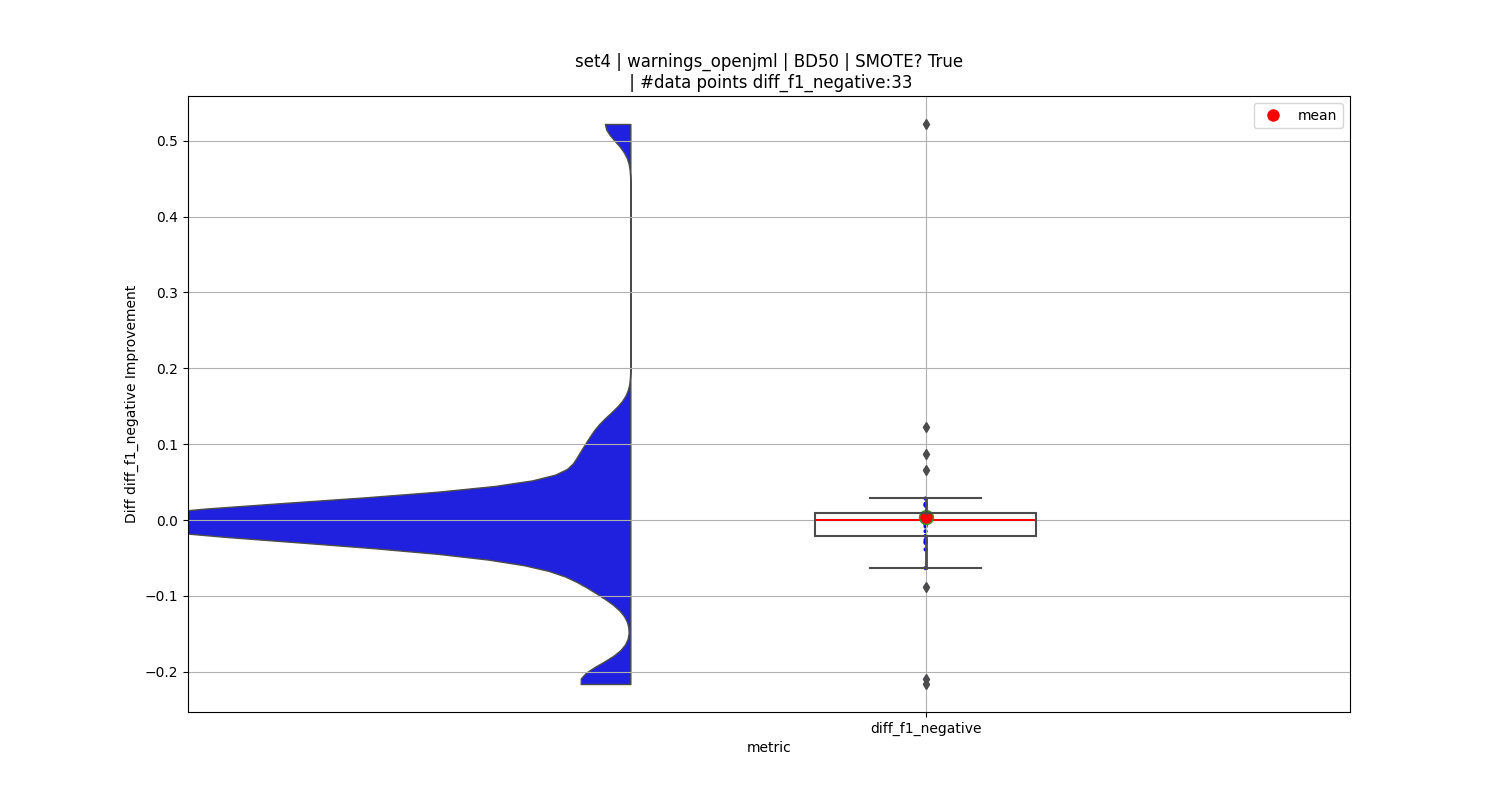 set4 | warnings_openjml | BD50 | SMOTE? True
| #data points diff_f1_negative:33
mean
Diff diff_f1_negative Improvement
0.5
0.4
0.3
0.2
0.1
0.0
−0.1
−0.2
diff_f1_negative
metric